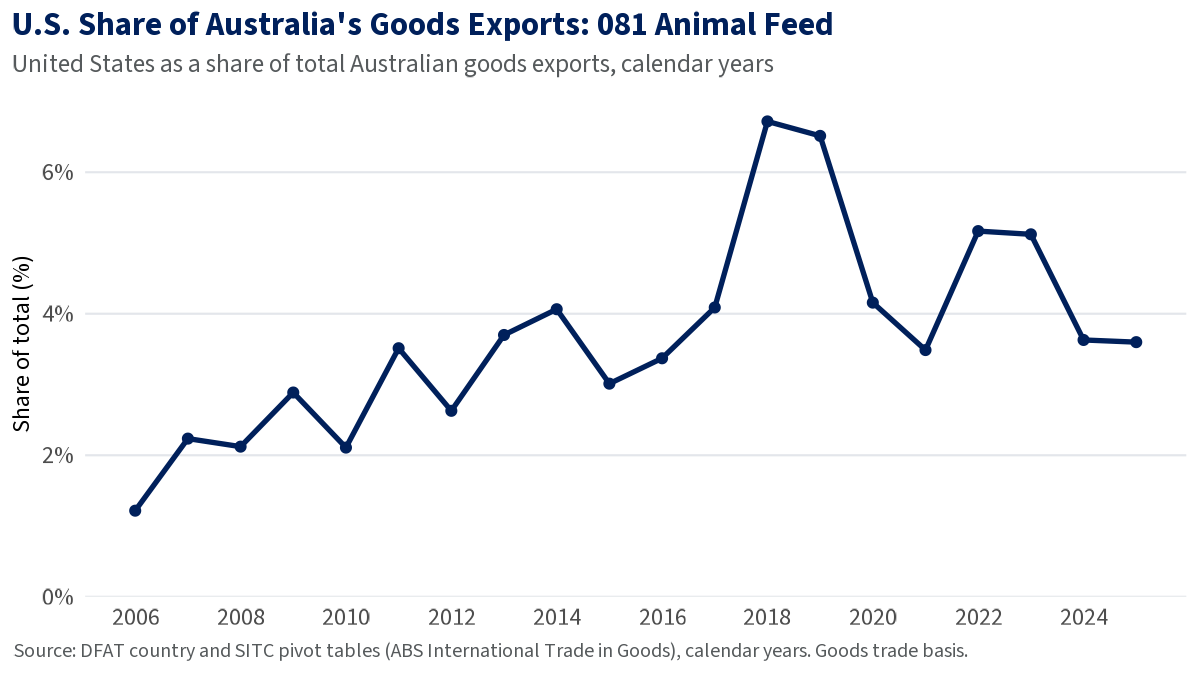 U.S. Share of Australia's Goods Exports: 081 Animal Feed
United States as a share of total Australian goods exports, calendar years
Share of total (%)
6%
4%
2%
0%
2006 2008 2010 2012 2014 2016 2018 2020 2022 2024
Source: DFAT country and SITC pivot tables (ABS International Trade in Goods), calendar years. Goods trade basis.